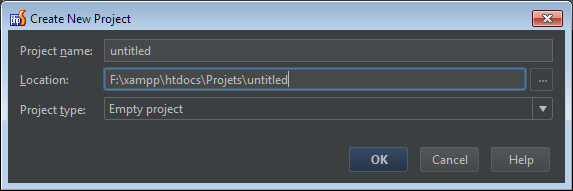 Create New Project
Project name: untitled
Location: F:\xampp\htdocs\Projets\untitled ...
Project type: Empty project
OK Cancel Help